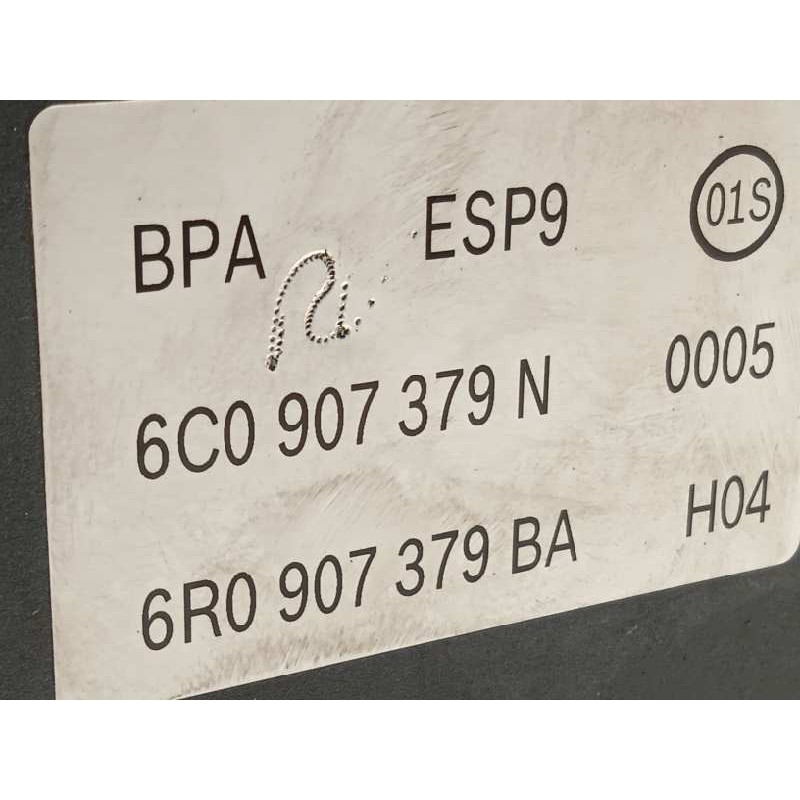 BPA ESP9 01S
6C0 907 379 N 0005
6R0 907 379 BA H04